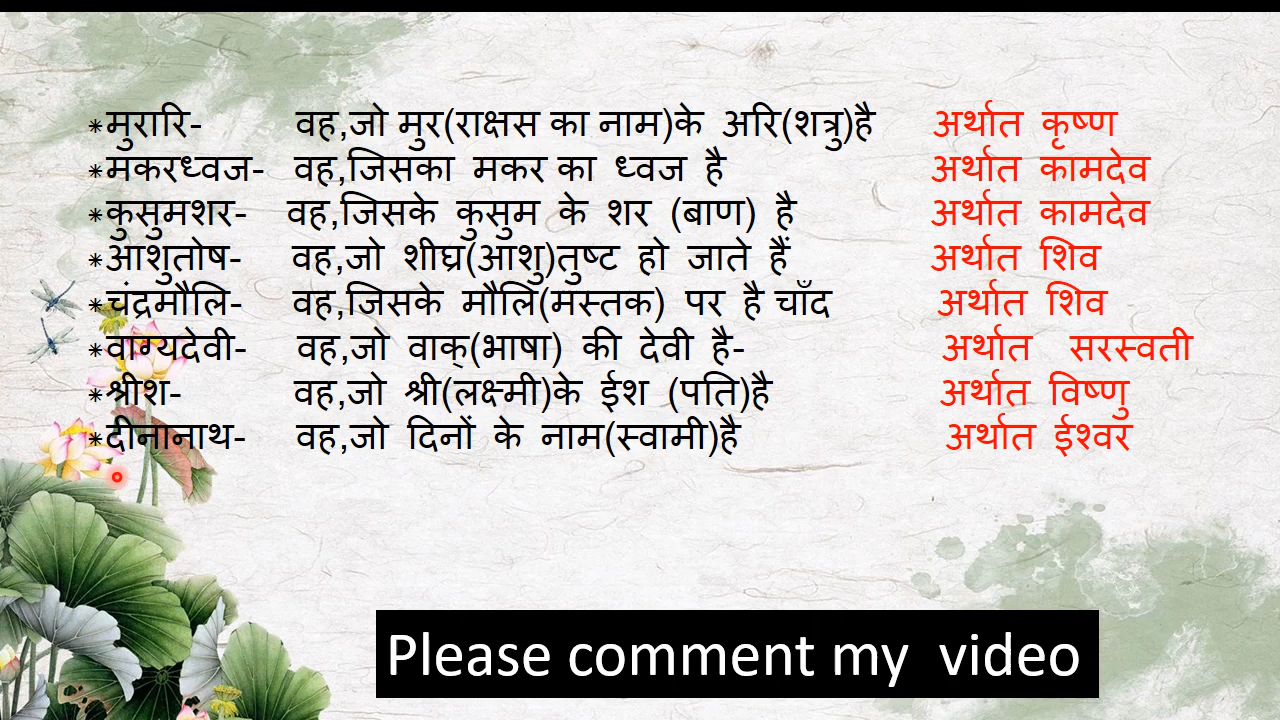 *मुरारि- वह,जो मुर(राक्षस का नाम)के अरि(शत्रु)है अर्थात कृष्ण
*मकरध्वज- वह,जिसका मकर का ध्वज है अर्थात कामदेव
*कुसुमशर- वह,जिसके कुसुम के शर (बाण) है अर्थात कामदेव
*आशुतोष- वह,जो शीघ्र(आशु)तुष्ट हो जाते हैं अर्थात शिव
*चंद्रमौलि- वह,जिसके मौलि(मस्तक) पर है चाँद अर्थात शिव
*वाग्यदेवी- वह,जो वाक्(भाषा) की देवी है- अर्थात सरस्वती
*श्रीश- वह,जो श्री(लक्ष्मी)के ईश (पति)है अर्थात विष्णु
*दीनानाथ- वह,जो दिनों के नाम(स्वामी)है अर्थात ईश्वर
Please comment my video